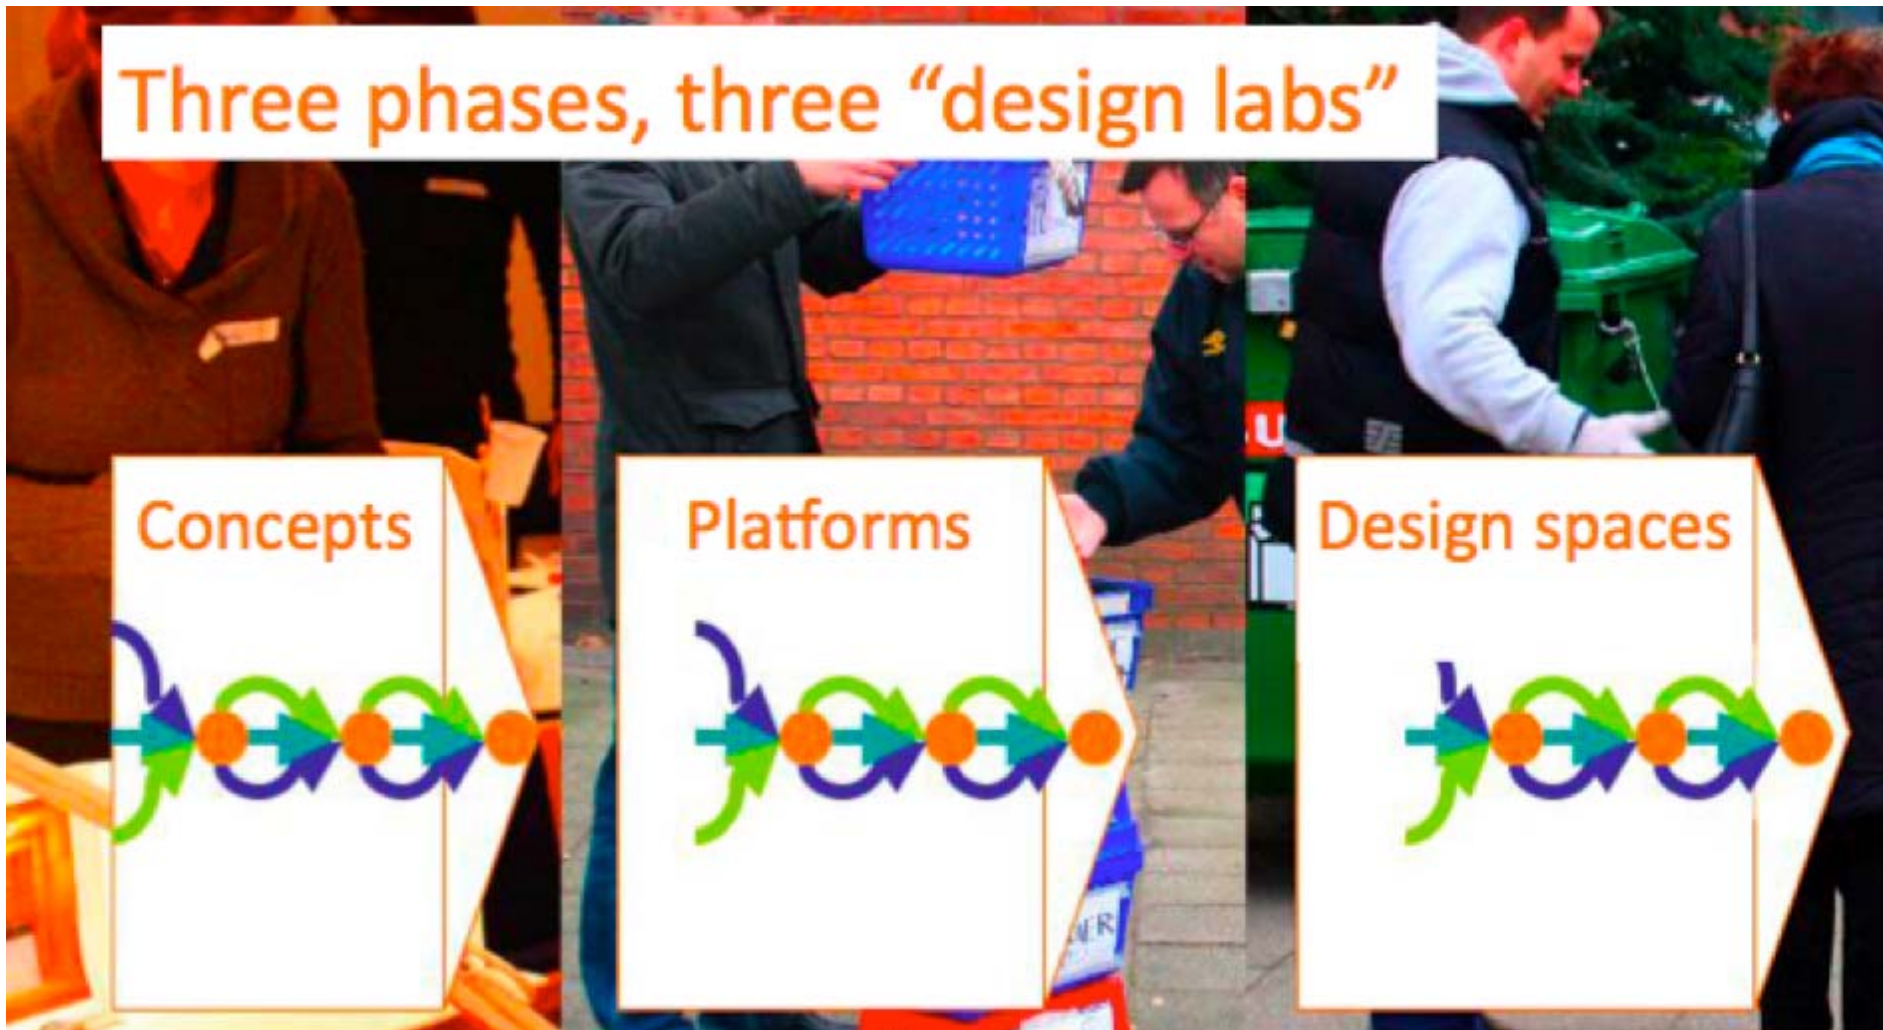 Three phases, three “design labs”
Concepts
Platforms
Design spaces
U